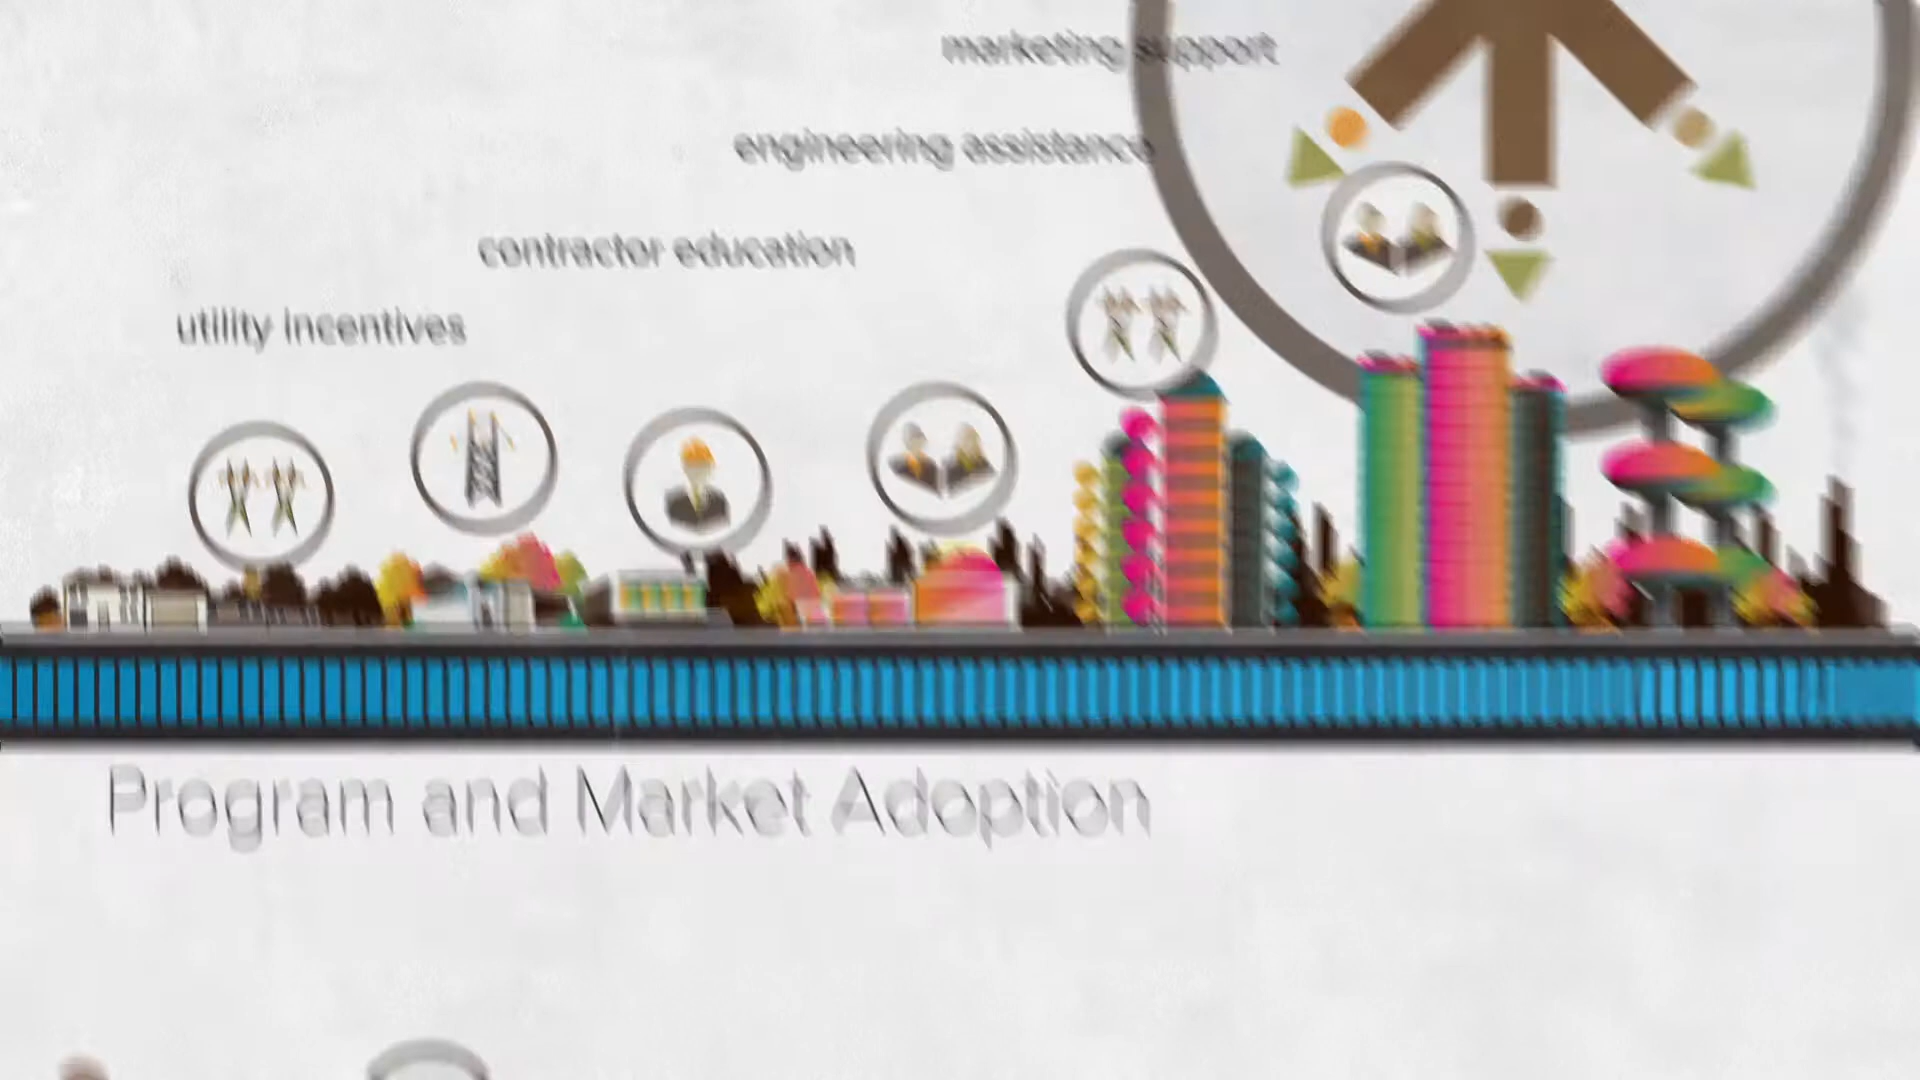 marketing support
engineering assistance
contractor education
utility incentives
Program and Market Adoption